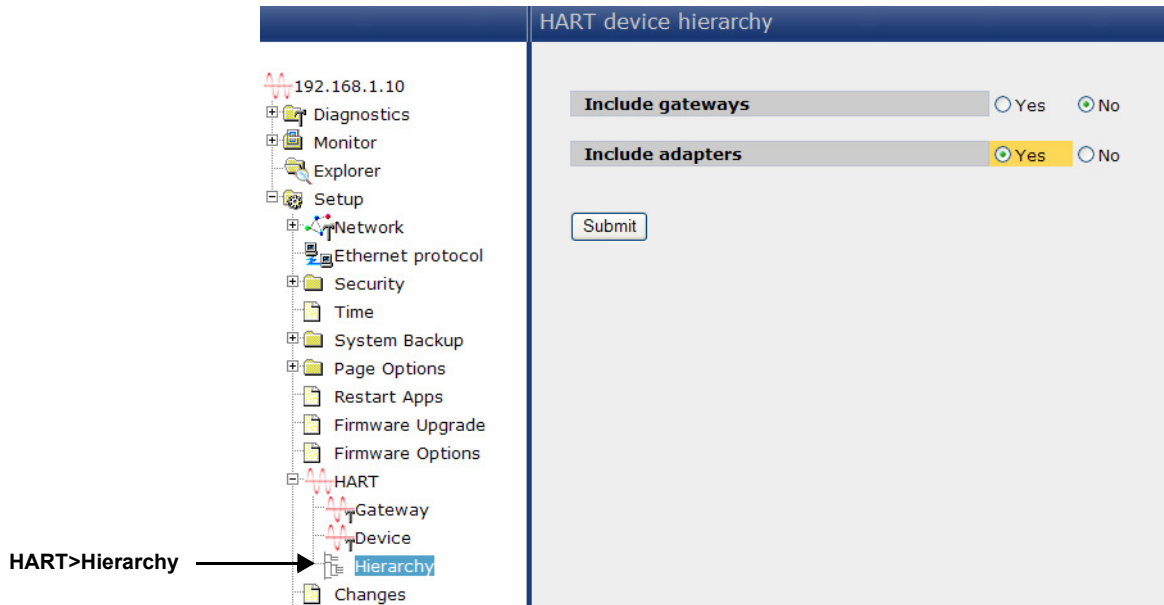 HART device hierarchy
192.168.1.10
Diagnostics
Monitor
Explorer
Setup
Network
Ethernet protocol
Security
Time
System Backup
Page Options
Restart Apps
Firmware Upgrade
Firmware Options
HART
Gateway
Device
Hierarchy
Changes
HART>Hierarchy
Include gateways Yes No
Include adapters Yes No
Submit